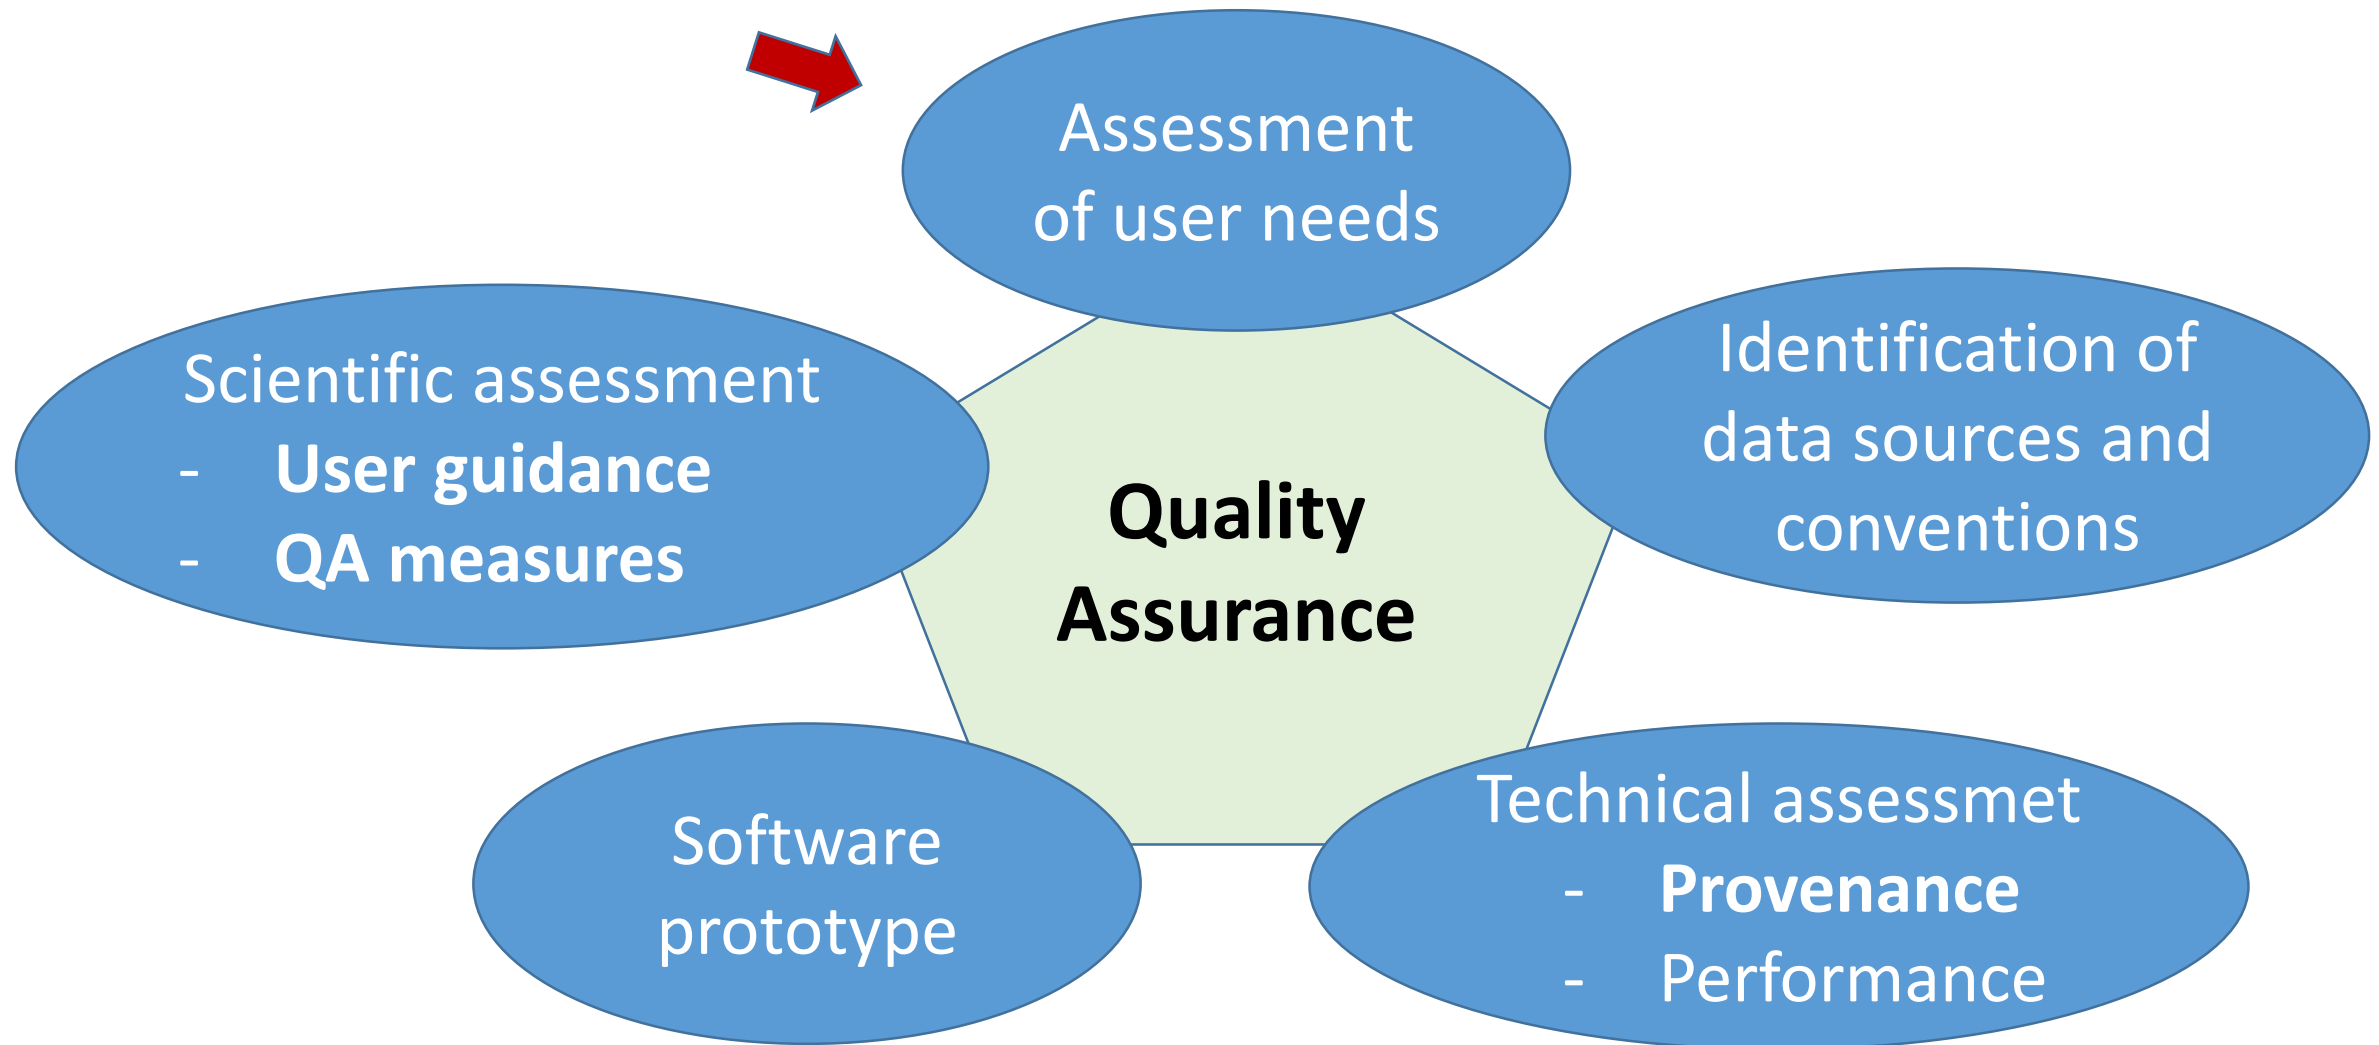 Assessment
of user needs
Identification of
data sources and
conventions
Scientific assessment
- User guidance
- QA measures
Quality
Assurance
Technical assessmet
- Provenance
- Performance
Software
prototype